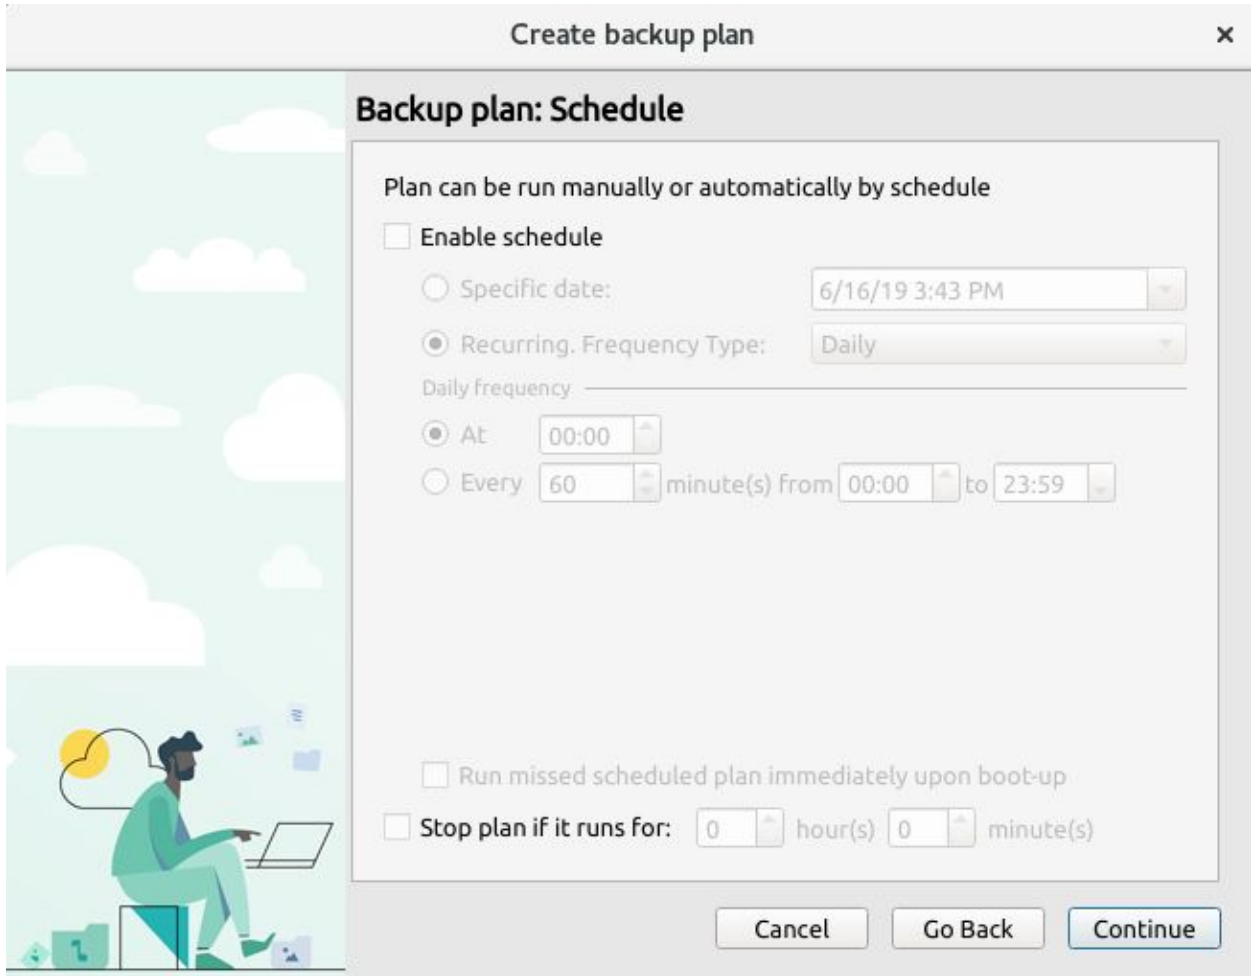 Create backup plan
Backup plan: Schedule
Plan can be run manually or automatically by schedule
Enable schedule
Specific date: 6/16/19 3:43 PM
Recurring. Frequency Type: Daily
Daily frequency
At 00:00
Every 60 minute(s) from 00:00 to 23:59
Run missed scheduled plan immediately upon boot-up
Stop plan if it runs for: 0 hour(s) 0 minute(s)
Cancel Go Back Continue